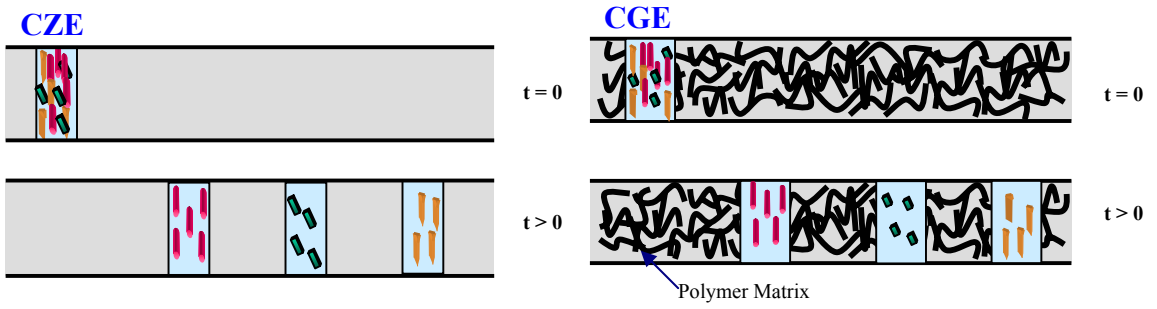 CZE
t = 0
t > 0
CGE
t = 0
t > 0
Polymer Matrix